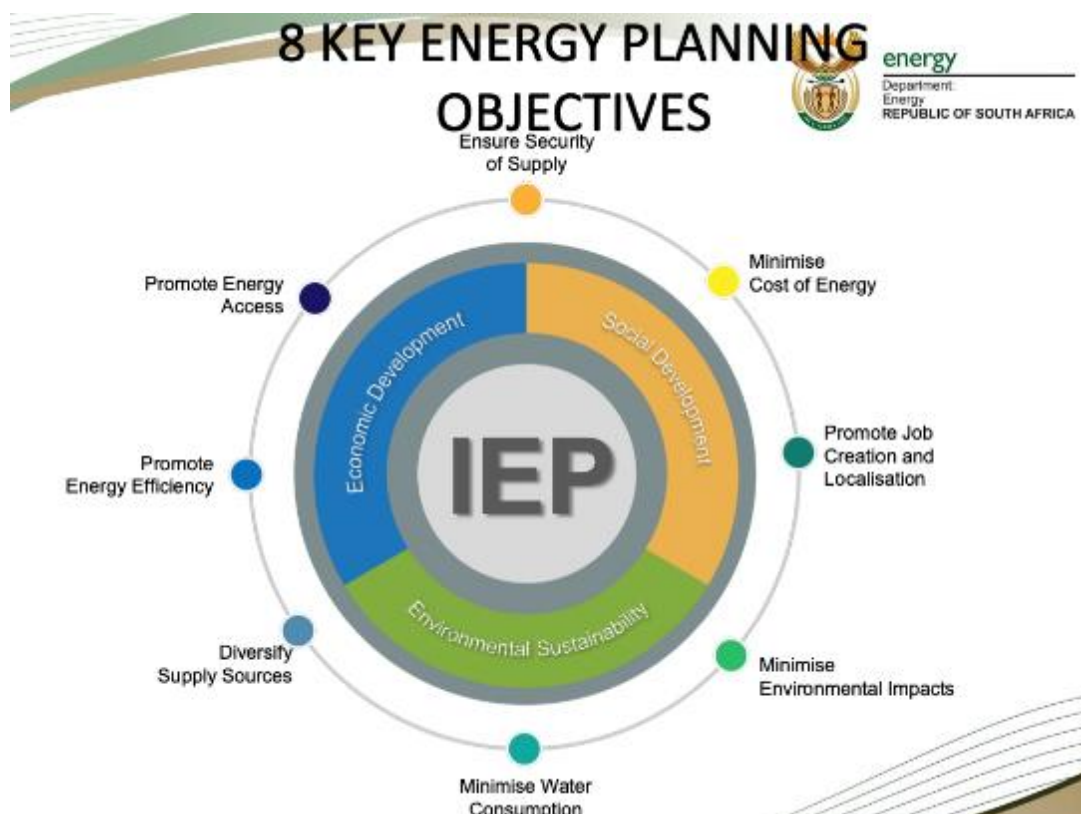 8 KEY ENERGY PLANNING
OBJECTIVES
energy
Department:
Energy
REPUBLIC OF SOUTH AFRICA
Ensure Security
of Supply
Minimise
Cost of Energy
Promote Job
Creation and
Localisation
Minimise
Environmental Impacts
Minimise Water
Consumption
Diversify
Supply Sources
Promote
Energy Efficiency
Promote Energy
Access
Economic Development
Social Development
Environmental Sustainability
IEP